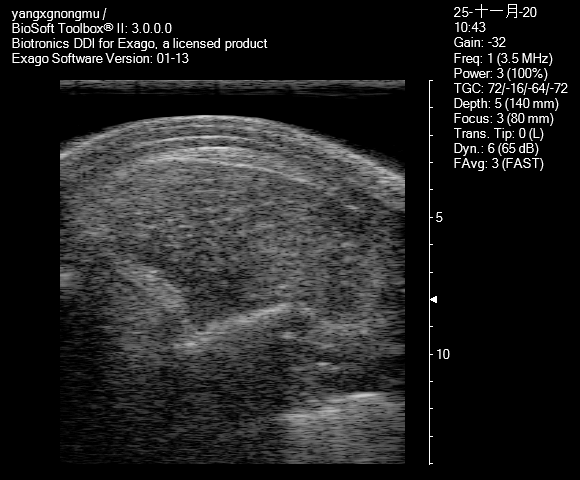 yangxgnongmu /
BioSoft Toolbox® II: 3.0.0.0
Biotronics DDI for Exago, a licensed product
Exago Software Version: 01-13
25-十一月-20
10:43
Gain: -32
Freq: 1 (3.5 MHz)
Power: 3 (100%)
TGC: 72/-16/-64/-72
Depth: 5 (140 mm)
Focus: 3 (80 mm)
Trans. Tip: 0 (L)
Dyn.: 6 (65 dB)
FAvg: 3 (FAST)
5
10